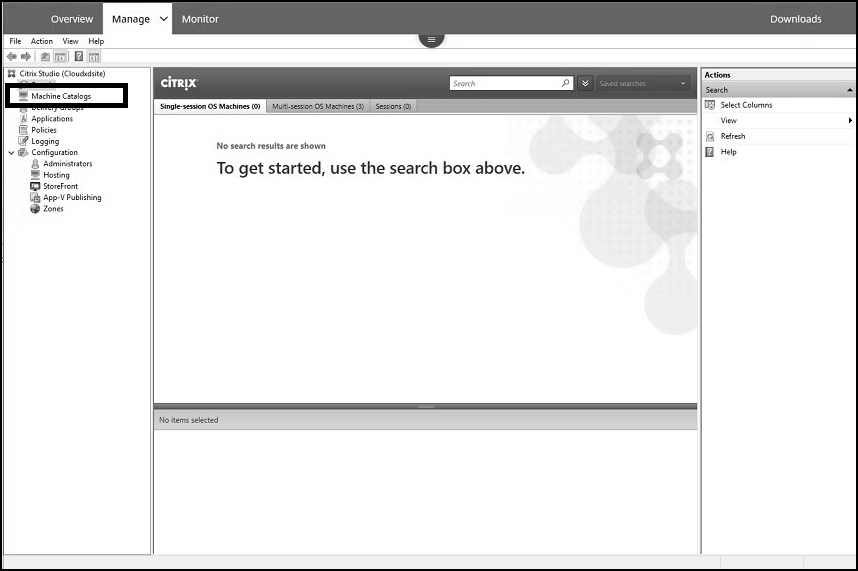 Overview Manage Monitor Downloads
File Action View Help
Citrix Studio (Cloudxdsite)
Machine Catalogs
Delivery Groups
Applications
Policies
Logging
Configuration
Administrators
Hosting
StoreFront
App-V Publishing
Zones
CITRIX
Search
Saved searches
Single-session OS Machines (0) Multi-session OS Machines (3) Sessions (0)
No search results are shown
To get started, use the search box above.
No items selected
Actions
Search
Select Columns
View
Refresh
Help